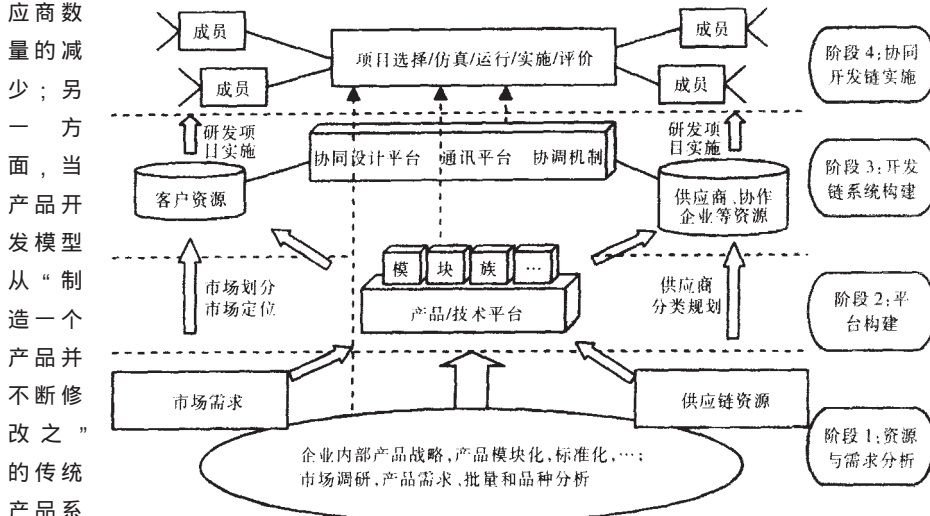 应商数
量的减
少；另
一方
面，当
产品开
发模型
从“制
造一个
产品并
不断修
改之”
的传统
产品系
成员
成员
项目选择/仿真/运行/实施/评价
成员
成员
阶段4:协同
开发链实施
研发项
目实施
协同设计平台 通讯平台 协调机制
研发项
目实施
客户资源
供应商、协作
企业等资源
阶段3:开发
链系统构建
模 块 族 …
产品/技术平台
市场划分
市场定位
供应商
分类规划
阶段2:平
台构建
市场需求
供应链资源
企业内部产品战略,产品模块化,标准化,…;
市场调研,产品需求、批量和品种分析
阶段1:资源
与需求分析